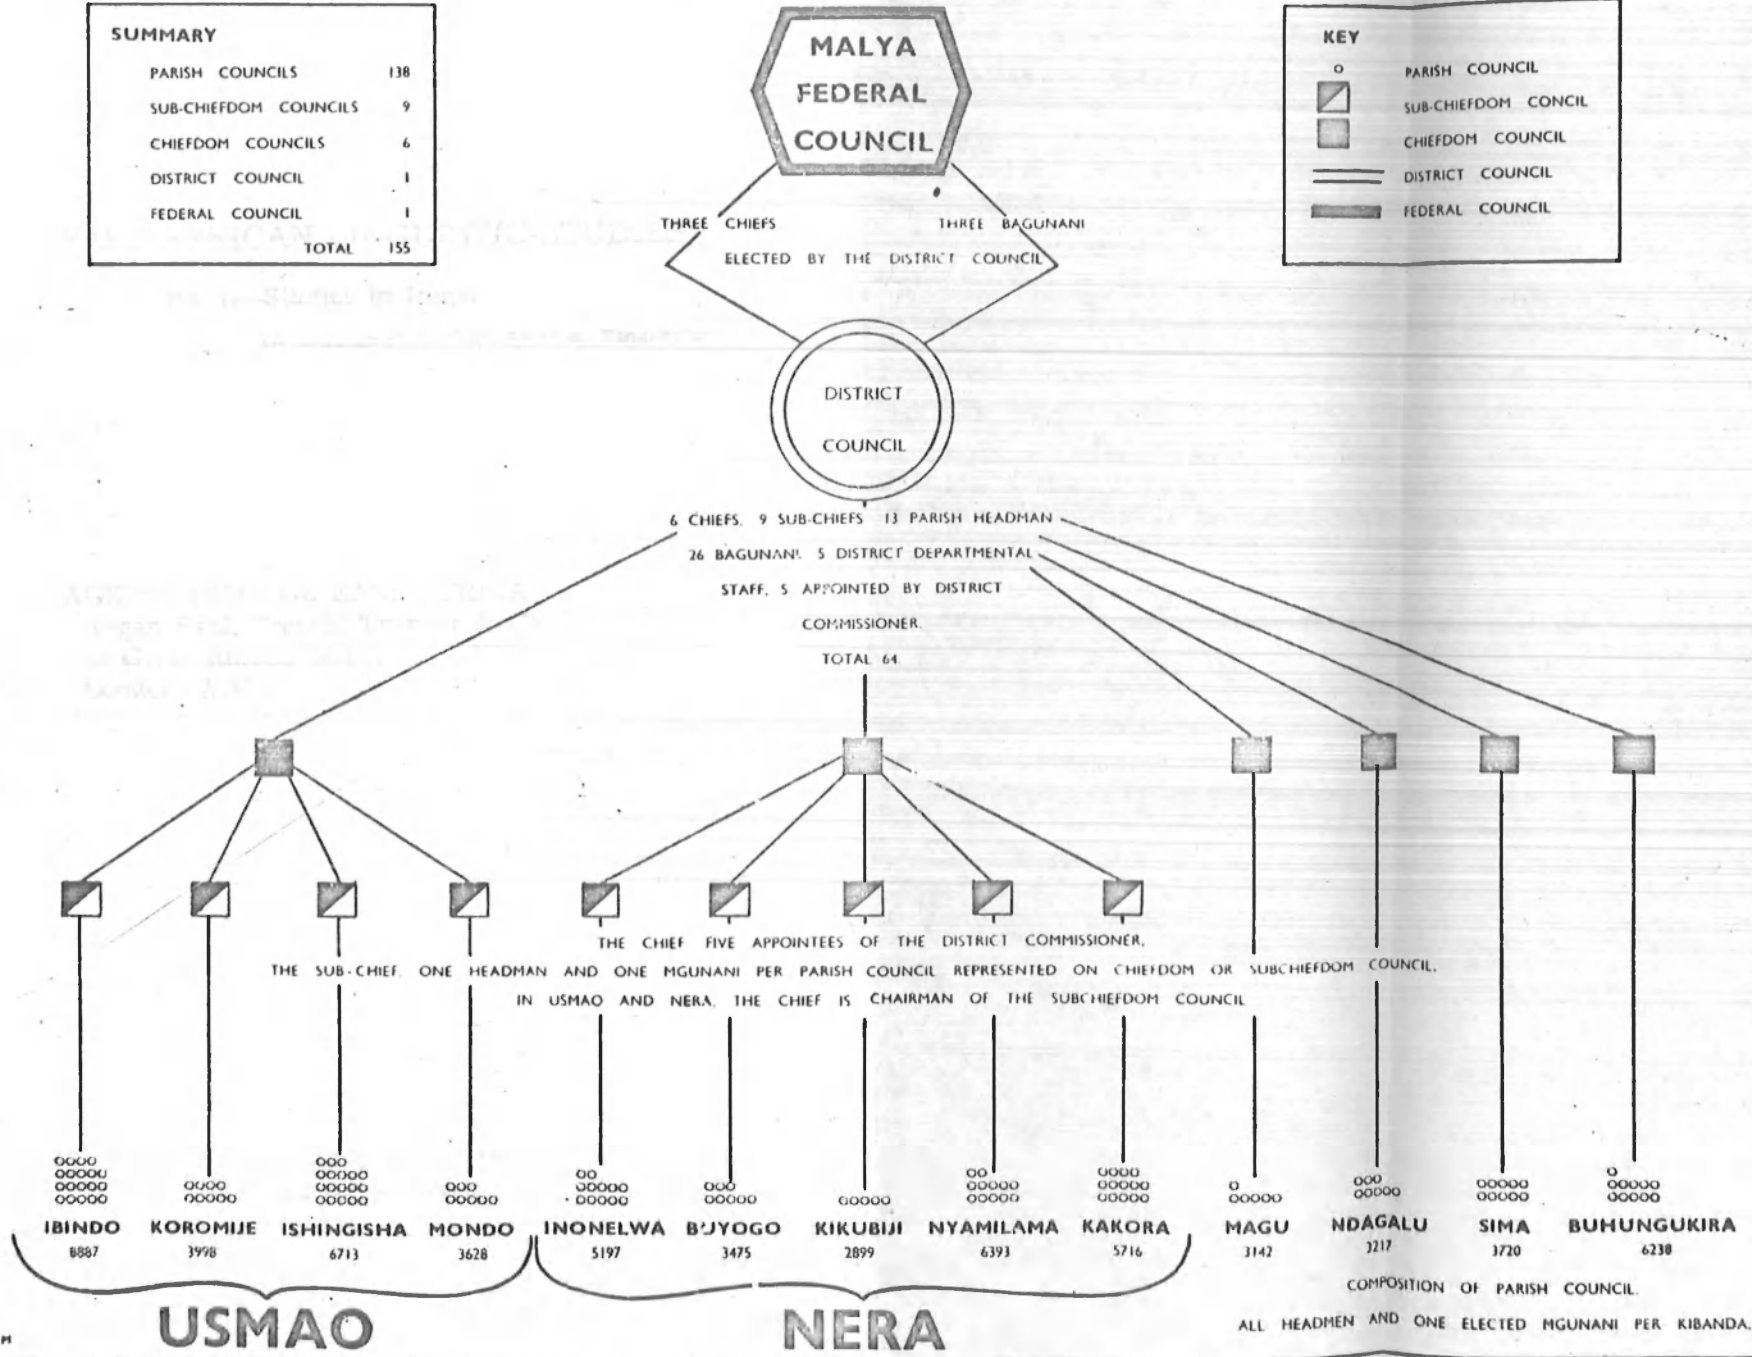 SUMMARY
PARISH COUNCILS 138
SUB-CHIEFDOM COUNCILS 9
CHIEFDOM COUNCILS 6
DISTRICT COUNCIL 1
FEDERAL COUNCIL 1
TOTAL 155
MALYA
FEDERAL
COUNCIL
KEY
o PARISH COUNCIL
SUB-CHIEFDOM CONCIL
CHIEFDOM COUNCIL
DISTRICT COUNCIL
FEDERAL COUNCIL
THREE CHIEFS THREE BAGUNANI
ELECTED BY THE DISTRICT COUNCIL
DISTRICT
COUNCIL
6 CHIEFS. 9 SUB-CHIEFS 13 PARISH HEADMAN
26 BAGUNANI. 5 DISTRICT DEPARTMENTAL
STAFF. 5 APPOINTED BY DISTRICT
COMMISSIONER.
TOTAL 64
THE CHIEF FIVE APPOINTEES OF THE DISTRICT COMMISSIONER.
THE SUB-CHIEF. ONE HEADMAN AND ONE MGUNANI PER PARISH COUNCIL REPRESENTED ON CHIEFDOM OR SUBCHIEFDOM COUNCIL.
IN USMAO AND NERA. THE CHIEF IS CHAIRMAN OF THE SUBCHIEFDOM COUNCIL
IBINDO KOROMIJE ISHINGISHA MONDO INONELWA BUYOGO KIKUBIJI NYAMILAMA KAKORA MAGU NDAGALU SIMA BUHUNGUKIRA
8887 3998 6713 3628 5197 3475 2899 6393 5716 3142 3217 3720 6238
USMAO NERA
COMPOSITION OF PARISH COUNCIL.
ALL HEADMEN AND ONE ELECTED MGUNANI PER KIBANDA.